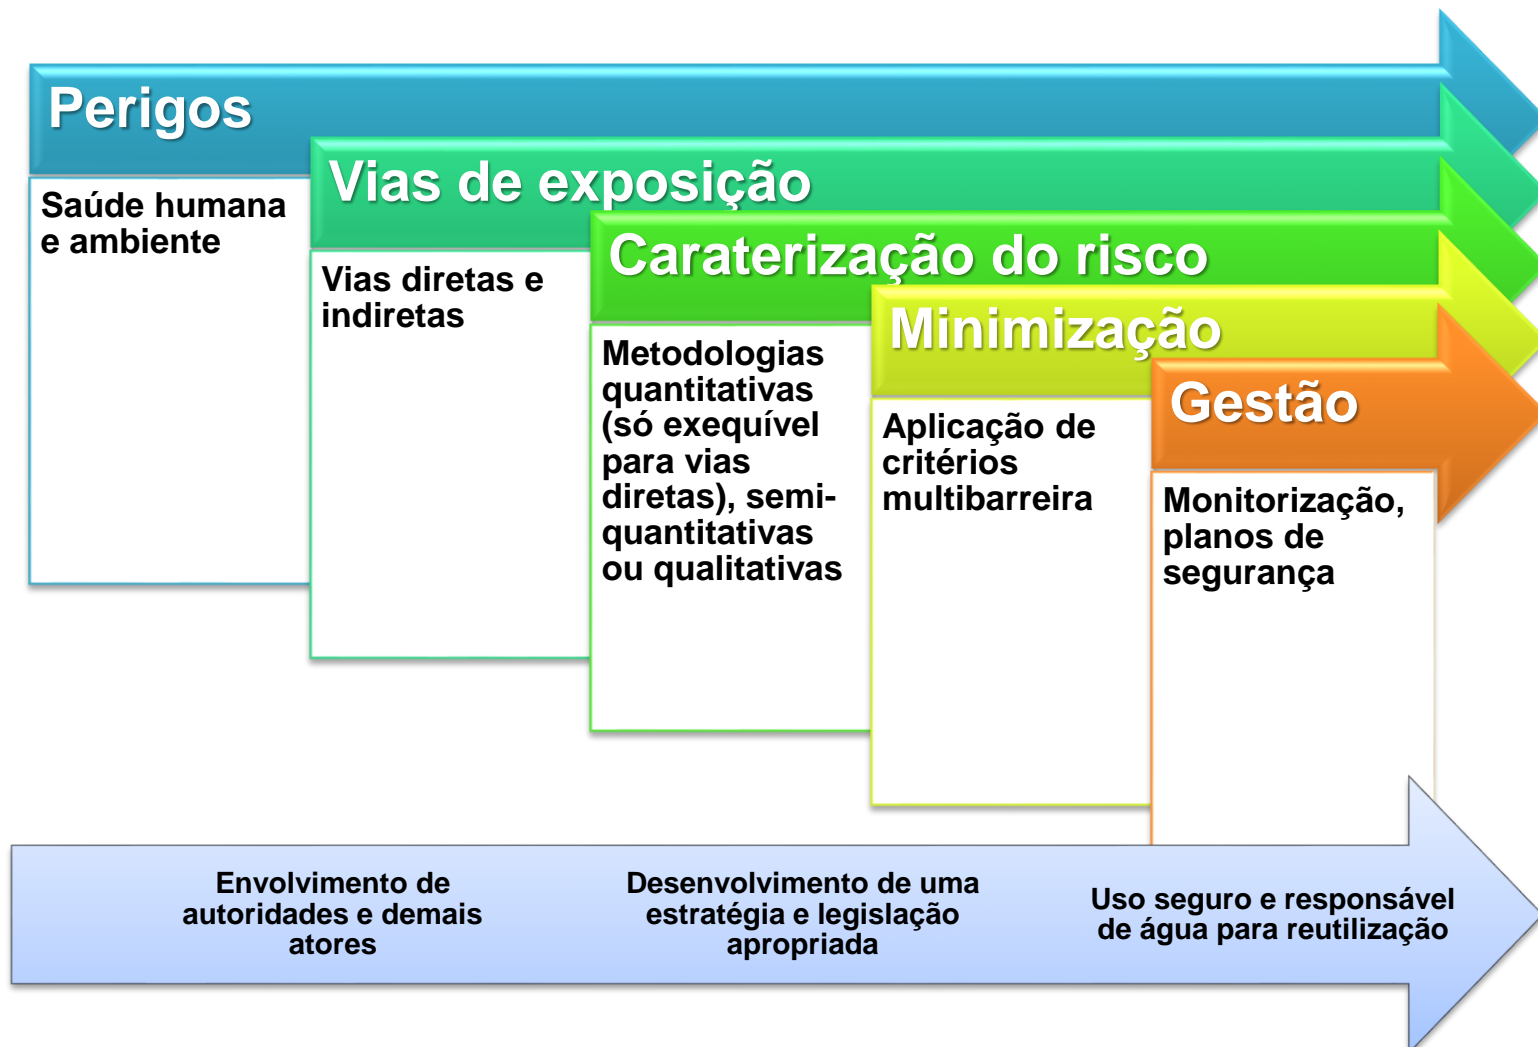 Perigos
Saúde humana
e ambiente
Vias de exposição
Vias diretas e
indiretas
Caraterização do risco
Metodologias
quantitativas
(só exequível
para vias
diretas), semi-
quantitativas
ou qualitativas
Minimização
Aplicação de
critérios
multibarreira
Gestão
Monitorização,
planos de
segurança
Envolvimento de
autoridades e demais
atores
Desenvolvimento de uma
estratégia e legislação
apropriada
Uso seguro e responsável
de água para reutilização